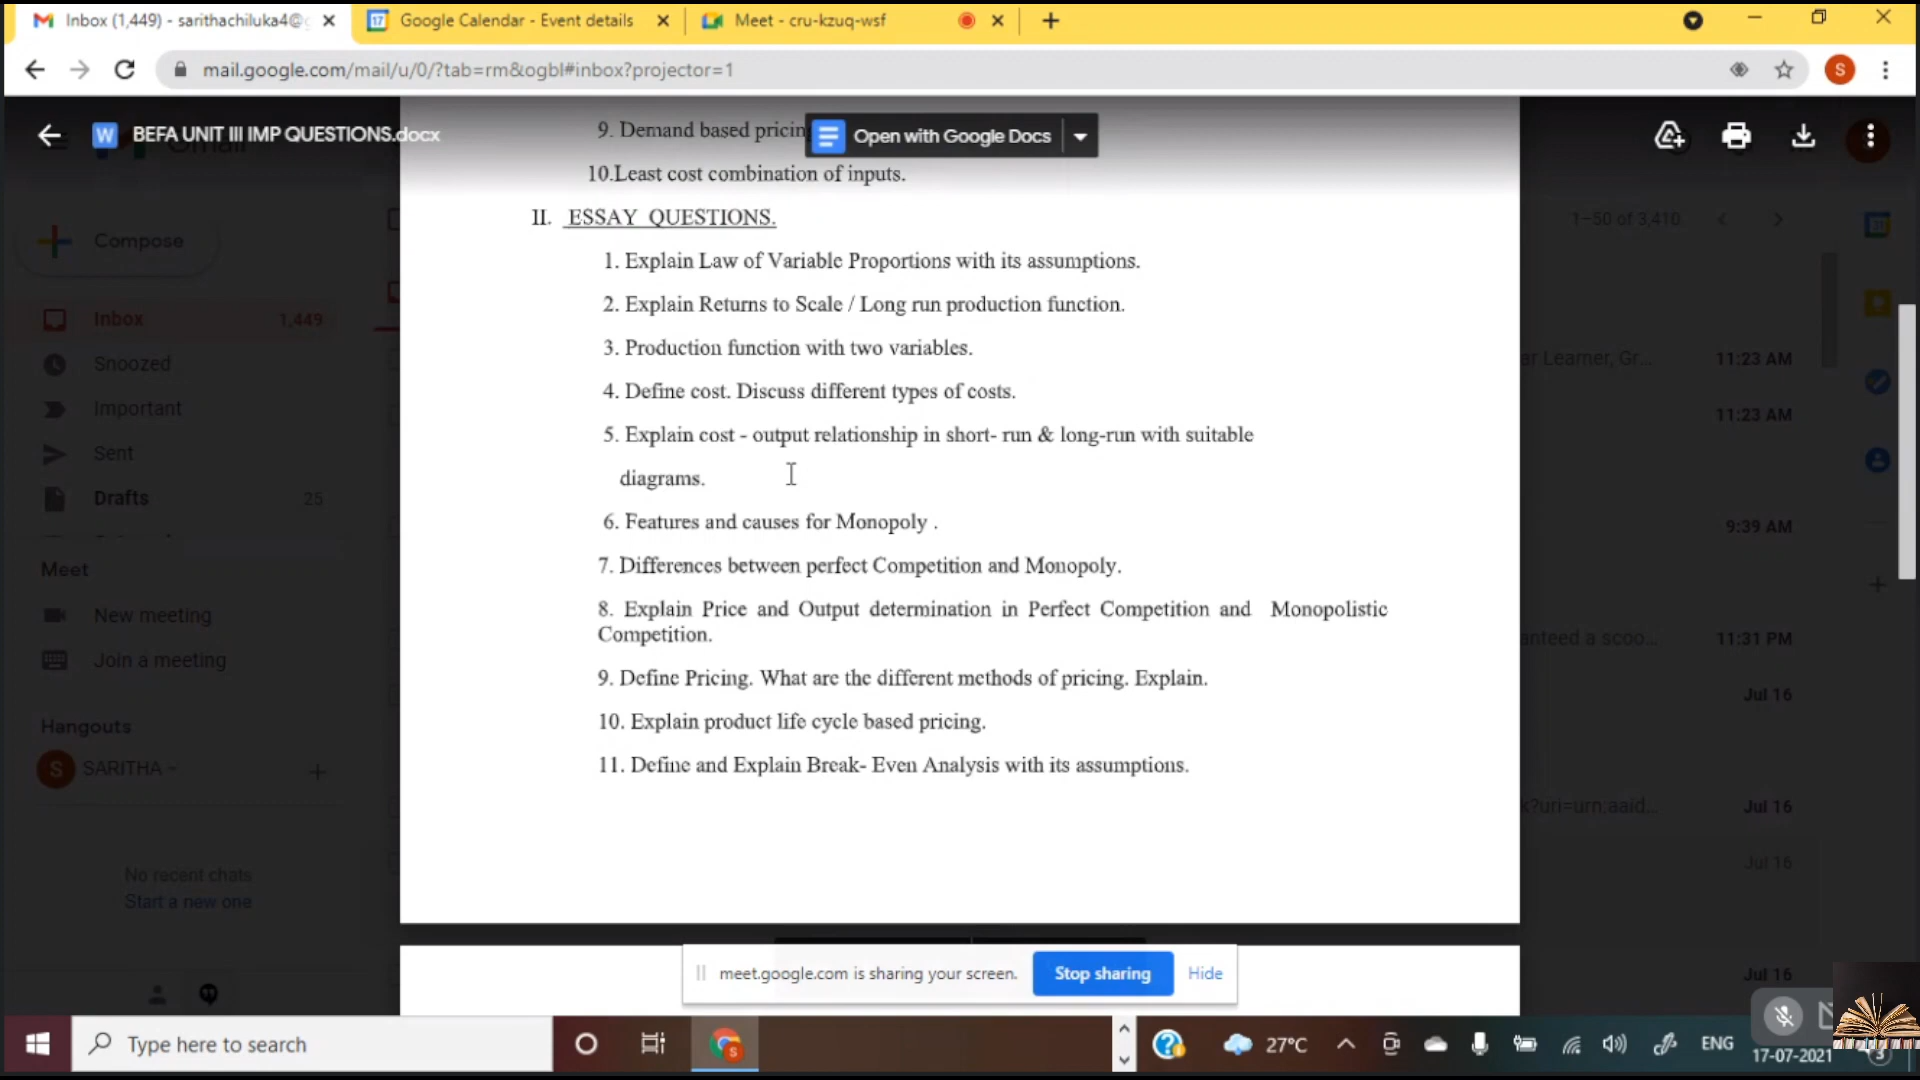 Inbox (1,449) - sarithachiluka4@
Google Calendar - Event details
Meet - cru-kzuq-wsf
mail.google.com/mail/u/0/?tab=rm&ogbl#inbox?projector=1
S
W BEFA UNIT III IMP QUESTIONS.docx
Open with Google Docs
9. Demand based
10.Least cost combination of inputs.
II. ESSAY QUESTIONS.
1. Explain Law of Variable Proportions with its assumptions.
2. Explain Returns to Scale / Long run production function.
3. Production function with two variables.
4. Define cost. Discuss different types of costs.
5. Explain cost - output relationship in short- run & long-run with suitable
diagrams.
6. Features and causes for Monopoly .
7. Differences between perfect Competition and Monopoly.
8. Explain Price and Output determination in Perfect Competition and Monopolistic
Competition.
9. Define Pricing. What are the different methods of pricing. Explain.
10. Explain product life cycle based pricing.
11. Define and Explain Break- Even Analysis with its assumptions.
Compose
Inbox 1,449
Snoozed
Important
Sent
Drafts 25
Meet
New meeting
Join a meeting
Hangouts
S SARITHA
No recent chats
Start a new one
1–50 of 3,410
ar Learner, Gr... 11:23 AM
11:23 AM
9:39 AM
anteed a scoo... 11:31 PM
Jul 16
k?uri=urn:aaid... Jul 16
Jul 16
Jul 16
meet.google.com is sharing your screen.
Stop sharing
Hide
Type here to search
27°C
ENG
17-07-2021
3